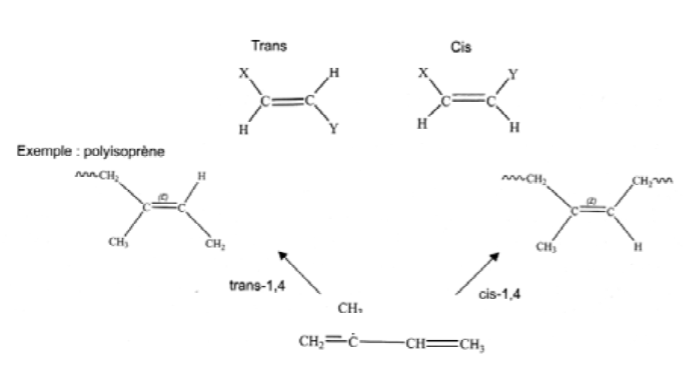 Trans Cis
X H X Y
C C C C
H Y H H
Exemple : polyisoprène
CH₂ H CH₂ CH₂
C (E) C C (Z) C
CH₃ CH₂ CH₃ H
trans-1,4 cis-1,4
CH₃
CH₂ C CH CH₃